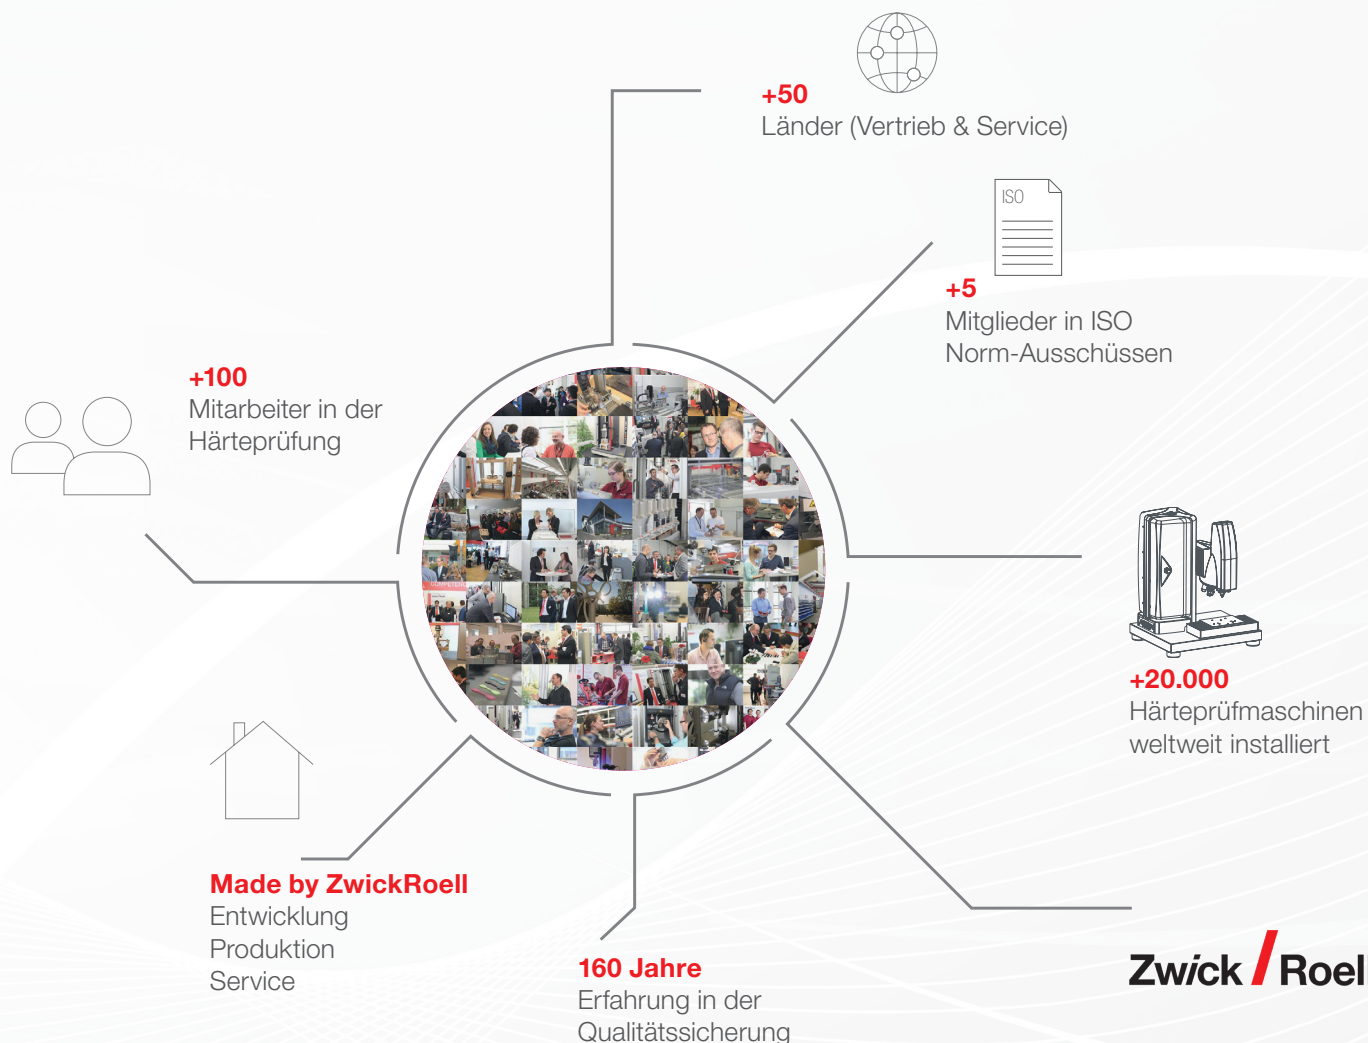 +50
Länder (Vertrieb & Service)
ISO
+5
Mitglieder in ISO
Norm-Ausschüssen
+100
Mitarbeiter in der
Härteprüfung
+20.000
Härteprüfmaschinen
weltweit installiert
Made by ZwickRoell
Entwicklung
Produktion
Service
160 Jahre
Erfahrung in der
Qualitätssicherung
Zwick / Roell